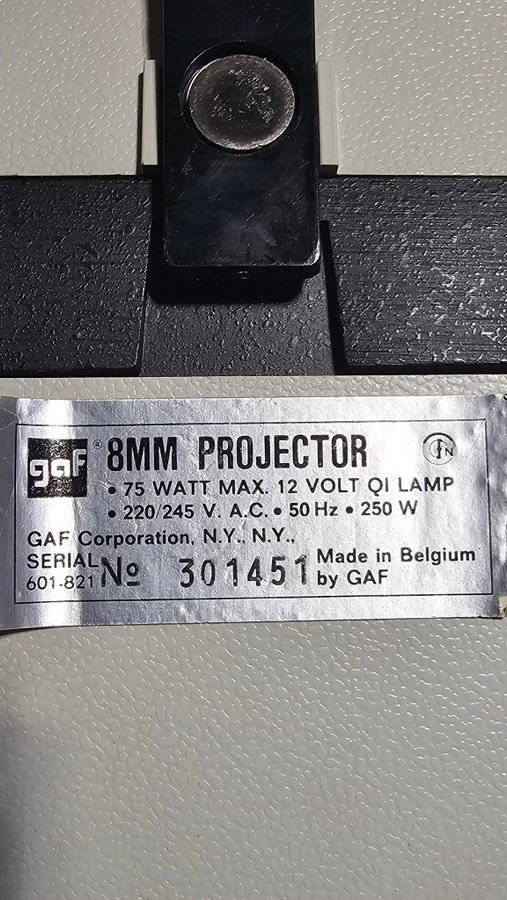 gaf ® 8MM PROJECTOR
• 75 WATT MAX. 12 VOLT QI LAMP
• 220/245 V. A.C. • 50 Hz • 250 W
GAF Corporation, N.Y., N.Y.,
SERIAL
601-821 № 301451
Made in Belgium
by GAF